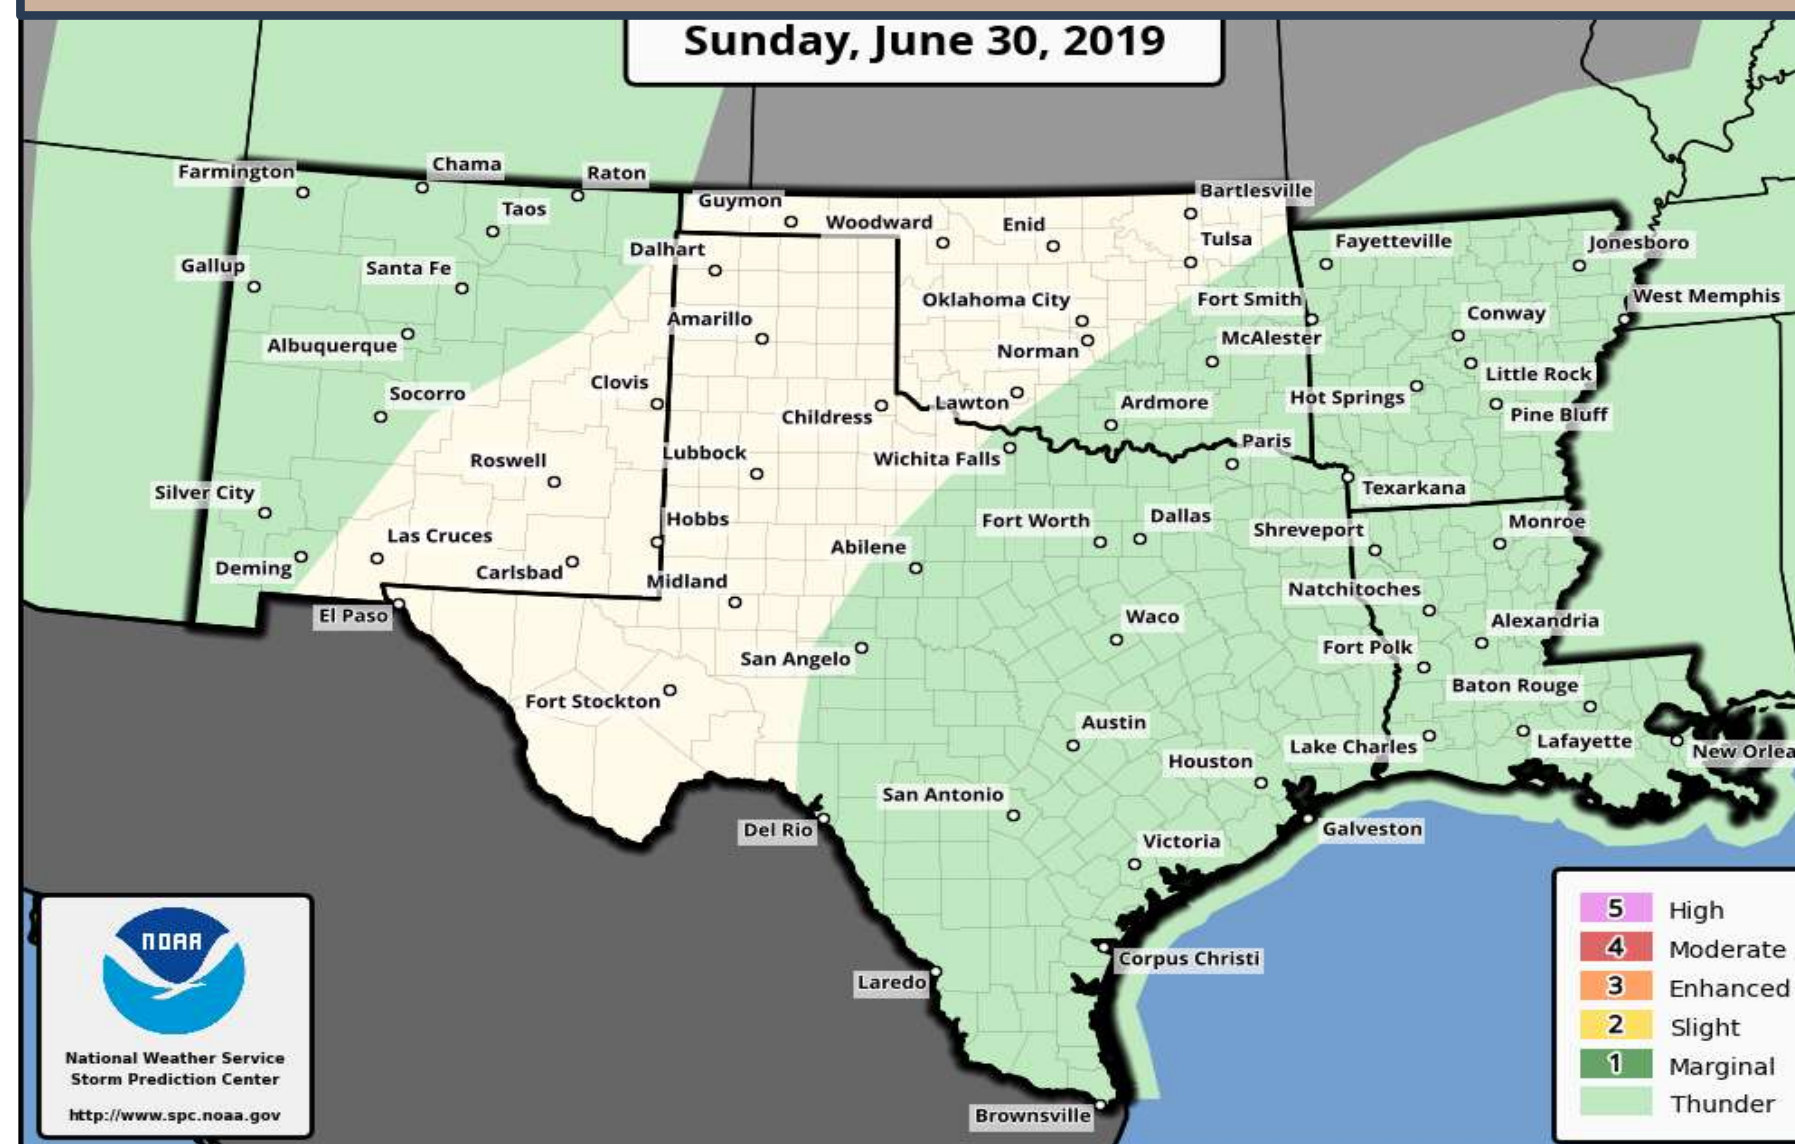 Sunday, June 30, 2019
Farmington
Chama
Raton
Taos
Guymon
Woodward
Enid
Bartlesville
Tulsa
Dalhart
Fayetteville
Jonesboro
Gallup
Santa Fe
Oklahoma City
Fort Smith
West Memphis
Amarillo
Conway
Albuquerque
Norman
McAlester
Little Rock
Clovis
Socorro
Childress
Lawton
Ardmore
Hot Springs
Pine Bluff
Roswell
Lubbock
Wichita Falls
Paris
Texarkana
Silver City
Hobbs
Fort Worth
Dallas
Shreveport
Monroe
Las Cruces
Abilene
Deming
Carlsbad
Midland
Natchitoches
El Paso
Waco
Alexandria
San Angelo
Fort Polk
Fort Stockton
Baton Rouge
Austin
Lake Charles
Lafayette
New Orlea
Houston
San Antonio
Del Rio
Victoria
Galveston
Corpus Christi
Laredo
Brownsville
NOAA
National Weather Service
Storm Prediction Center
http://www.spc.noaa.gov
5 High
4 Moderate
3 Enhanced
2 Slight
1 Marginal
Thunder